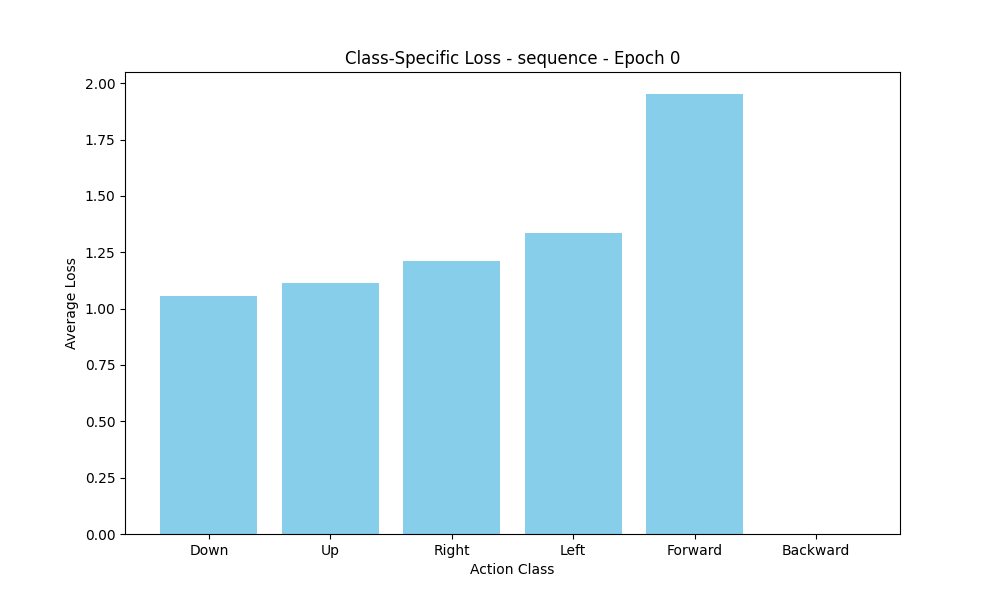 Class-Specific Loss - sequence - Epoch 0
2.00
1.75
1.50
1.25
1.00
0.75
0.50
0.25
0.00
Average Loss
Down Up Right Left Forward Backward
Action Class